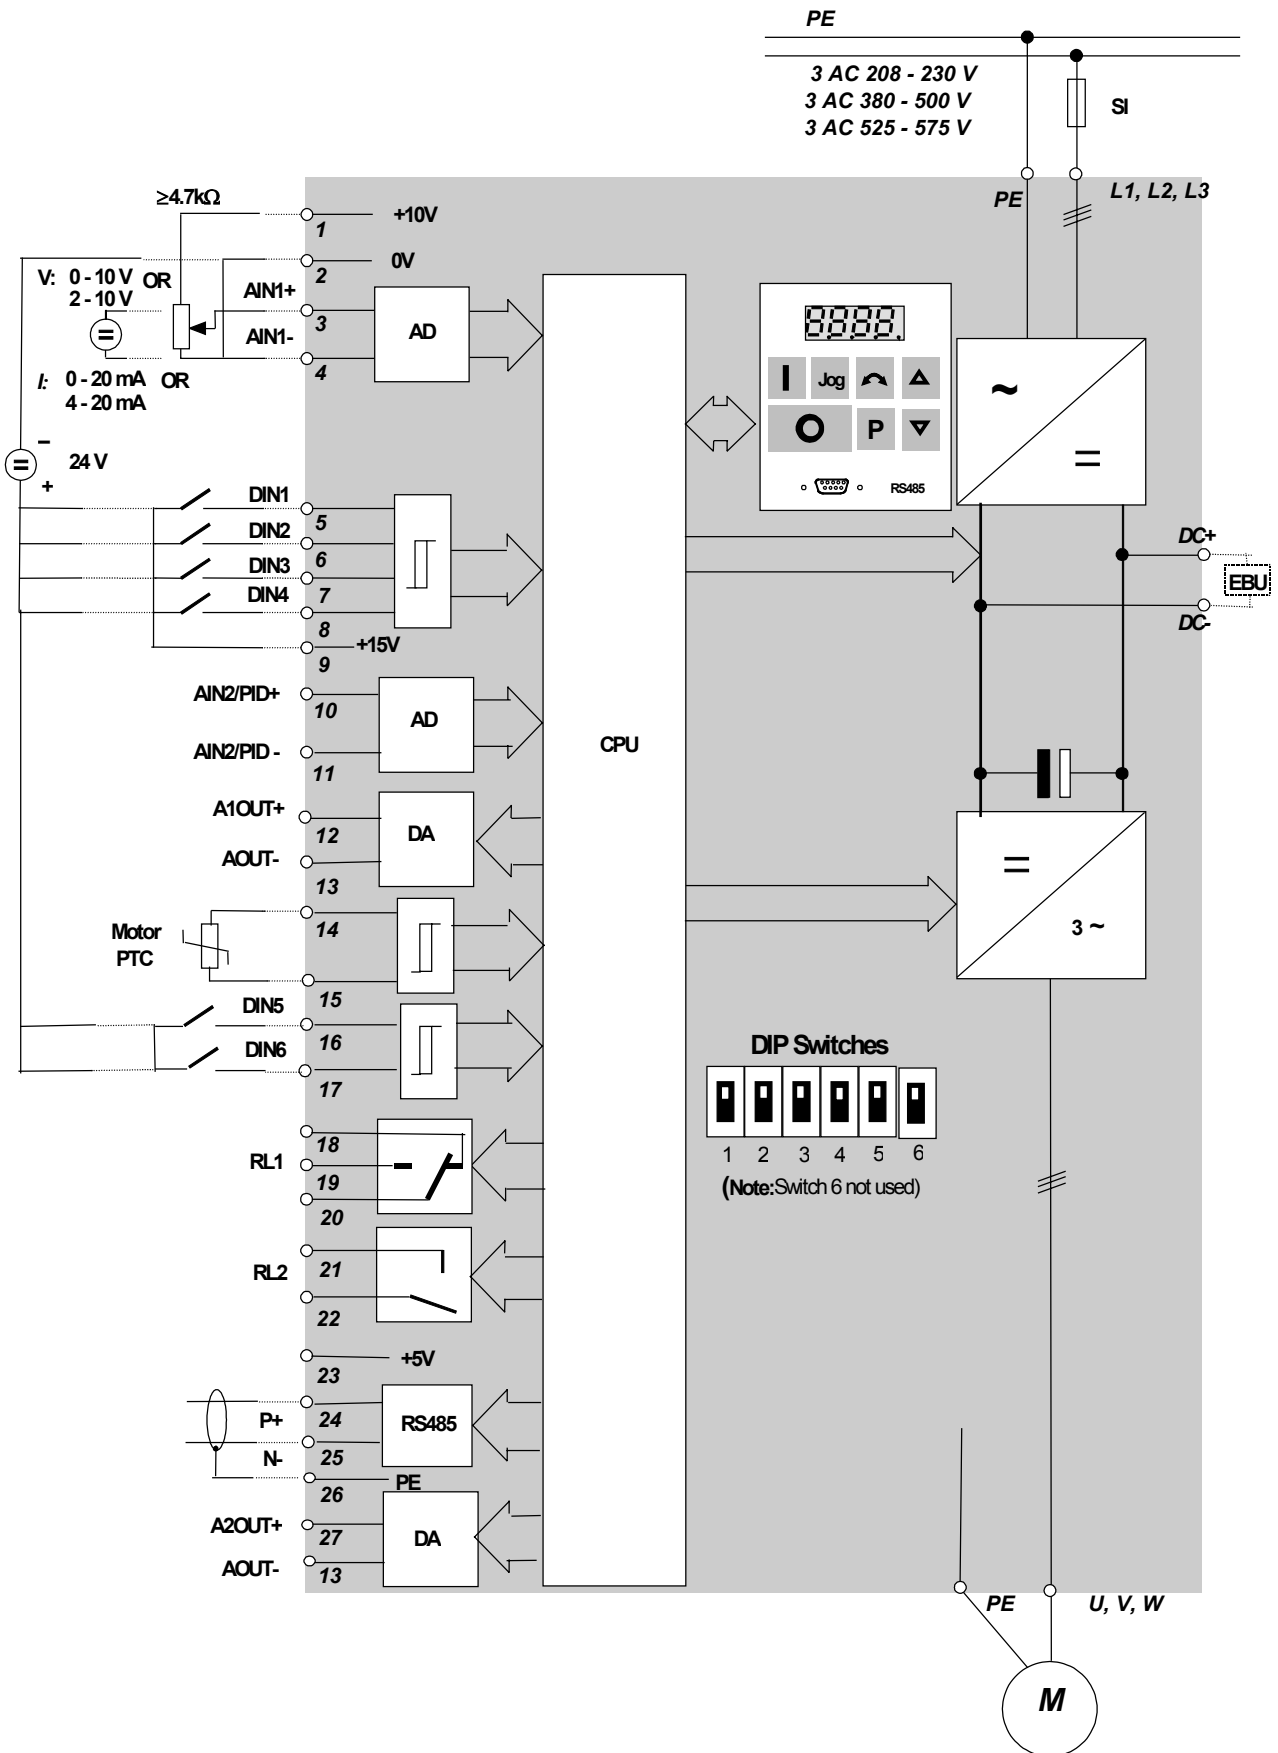 PE
3 AC 208 - 230 V
3 AC 380 - 500 V
3 AC 525 - 575 V
SI
PE
L1, L2, L3
≥4.7kΩ
1
+10V
2
0V
V: 0 - 10 V OR
2 - 10 V
AIN1+
3
AIN1-
4
AD
I: 0 - 20 mA OR
4 - 20 mA
–
24 V
+
=
=
DIN1
5
DIN2
6
DIN3
7
DIN4
8
+15V
9
AIN2/PID+
10
AIN2/PID -
11
AD
A1OUT+
12
AOUT-
13
DA
Motor
PTC
14
15
DIN5
16
DIN6
17
RL1
18
19
20
RL2
21
22
23
+5V
P+
24
N-
25
RS485
26
PE
A2OUT+
27
AOUT-
13
DA
CPU
8.8.8.8.
Jog
P
RS485
~
=
DC+
EBU
DC-
=
3 ~
DIP Switches
1 2 3 4 5 6
(Note:Switch 6 not used)
PE
U, V, W
M